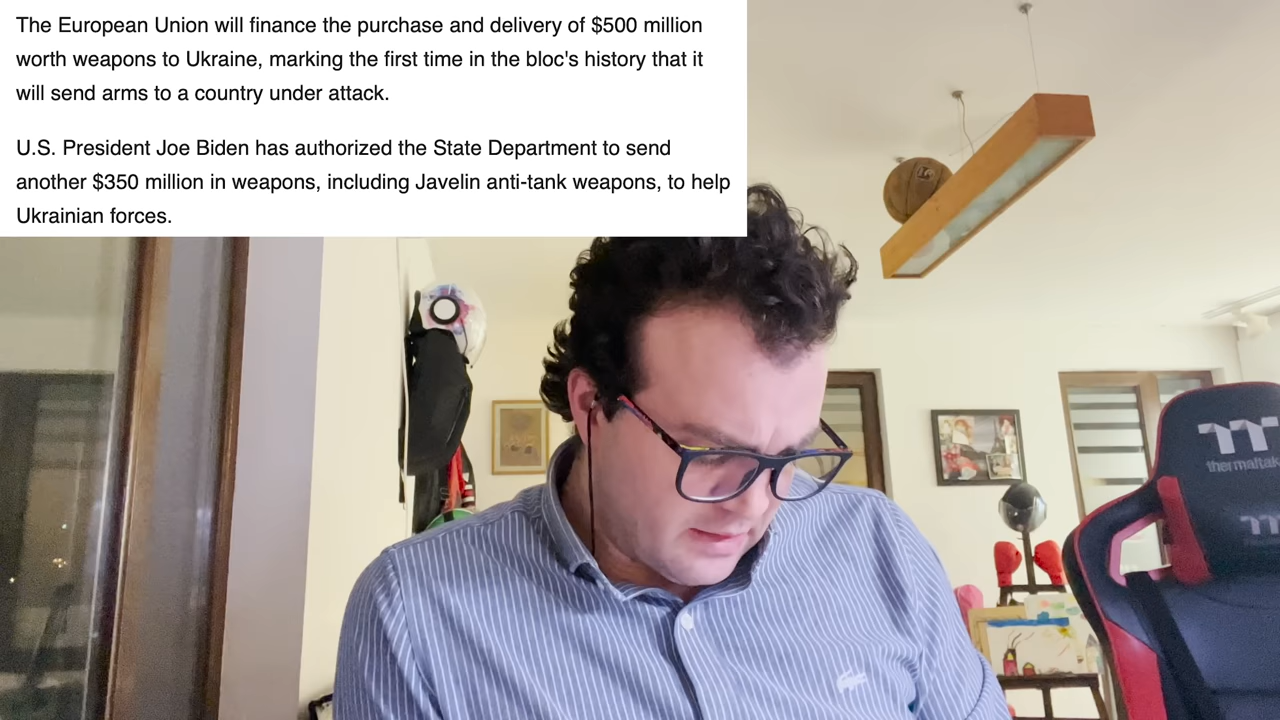 The European Union will finance the purchase and delivery of $500 million
worth weapons to Ukraine, marking the first time in the bloc's history that it
will send arms to a country under attack.
U.S. President Joe Biden has authorized the State Department to send
another $350 million in weapons, including Javelin anti-tank weapons, to help
Ukrainian forces.